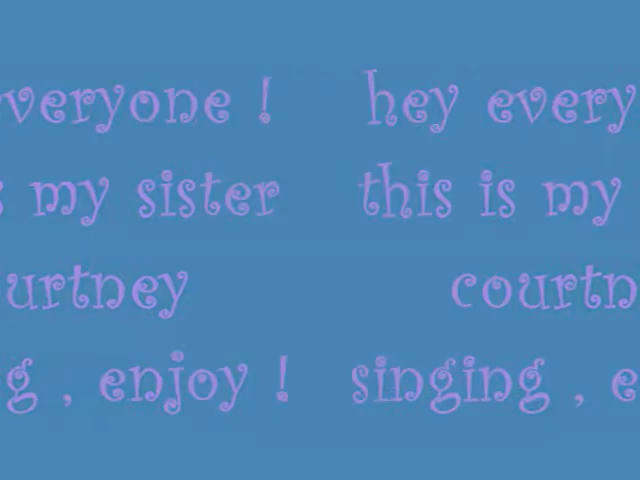 veryone ! hey every
s my sister this is my
urtney courtn
g , enjoy ! singing , e